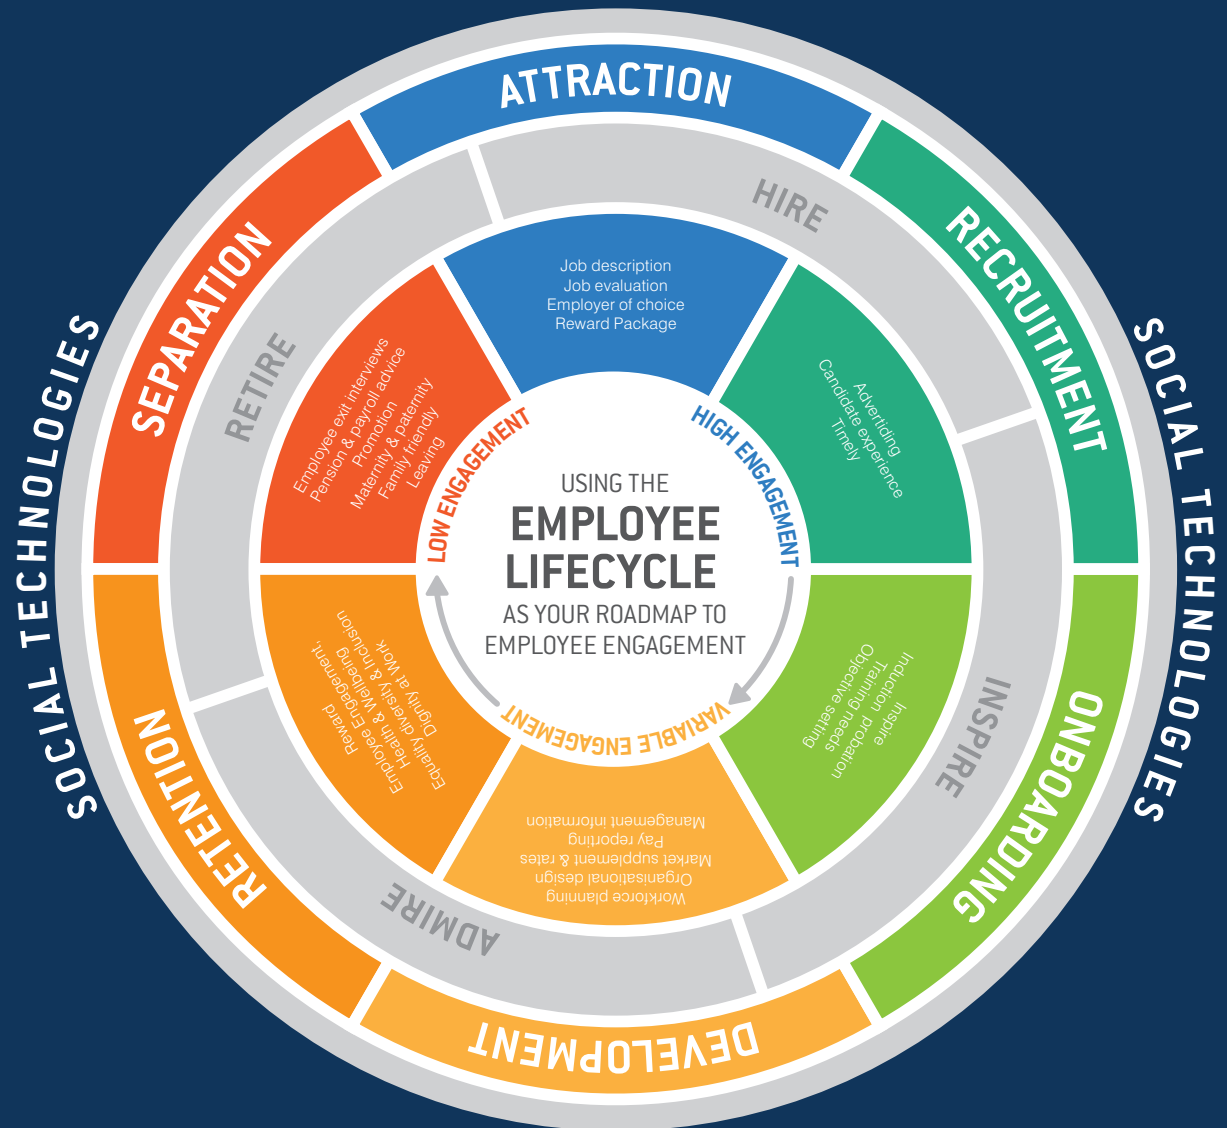 ATTRACTION
RECRUITMENT
ONBOARDING
DEVELOPMENT
RETENTION
SEPARATION
HIRE
INSPIRE
ADMIRE
RETIRE
Job description
Job evaluation
Employer of choice
Reward Package
Advertiding
Candidate experience
Timely
Inspire
Induction, probation
Training needs
Objective setting
Workforce planning
Organisational design
Market supplement & rates
Pay reporting
Management information
Reward
Employee Engagement,
Health & Wellbeing
Equality diversity & Inclusion
Dignity at Work
Employee exit interviews
Pension & payroll advice
Promotion
Maternity & paternity
Family friendly
Leaving
LOW ENGAGEMENT
HIGH ENGAGEMENT
VARIABLE ENGAGEMENT
USING THE
EMPLOYEE
LIFECYCLE
AS YOUR ROADMAP TO
EMPLOYEE ENGAGEMENT
SOCIAL TECHNOLOGIES
SOCIAL TECHNOLOGIES